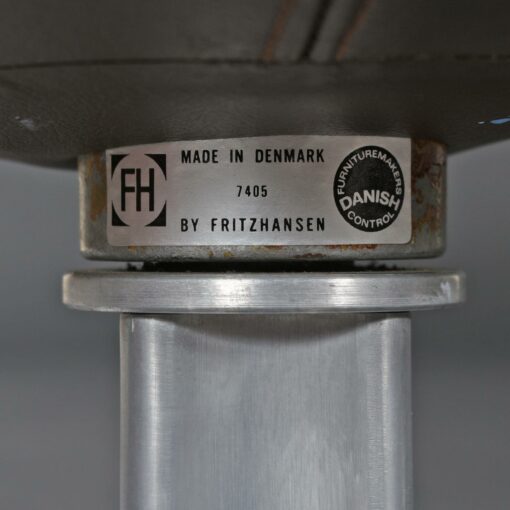 FH
MADE IN DENMARK
7405
BY FRITZHANSEN
FURNITUREMAKERS
DANISH
CONTROL